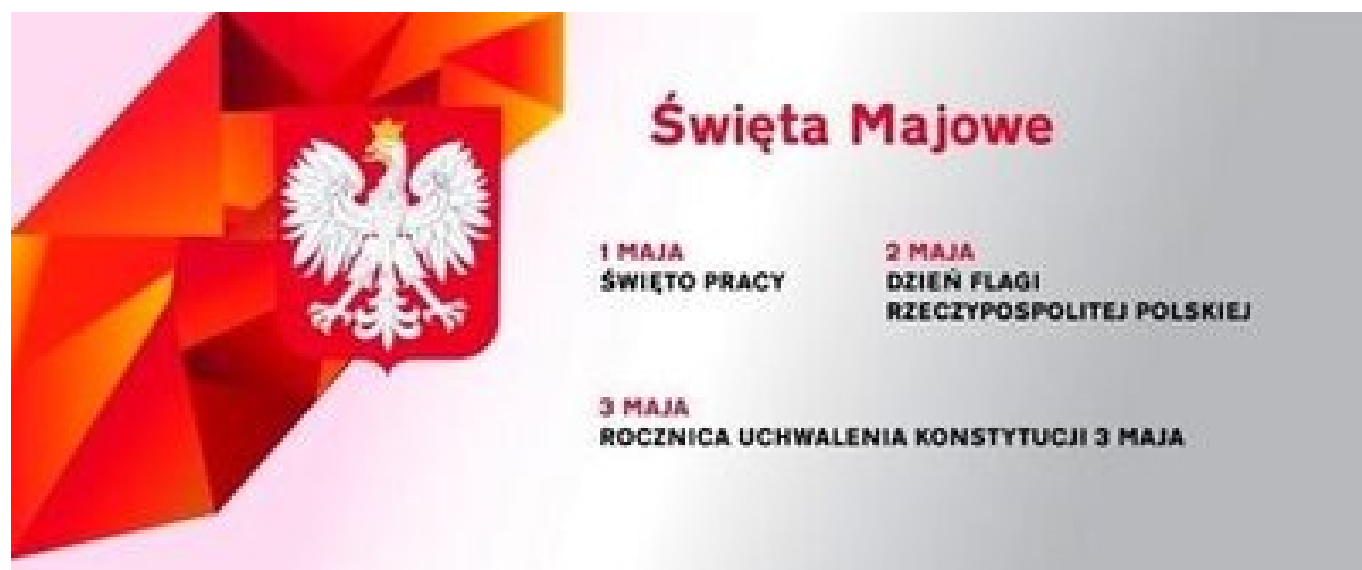 Święta Majowe
1 MAJA
ŚWIĘTO PRACY
2 MAJA
DZIEŃ FLAGI
RZECZYPOSPOLITEJ POLSKIEJ
3 MAJA
ROCZNICA UCHWALENIA KONSTYTUCJI 3 MAJA